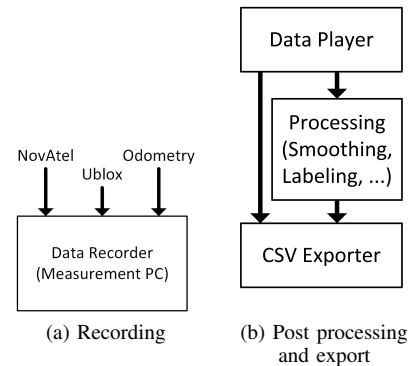 NovAtel
Ublox
Odometry
Data Recorder
(Measurement PC)
(a) Recording
Data Player
Processing
(Smoothing,
Labeling, ...)
CSV Exporter
(b) Post processing
and export